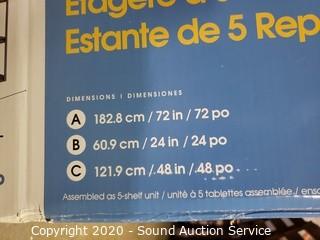 Estante de 5 Rep
DIMENSIONS | DIMENSIONES
A 182.8 cm / 72 in / 72 po
B 60.9 cm / 24 in / 24 po
C 121.9 cm / 48 in / 48 po
Assembled as 5-shelf unit / unité à 5 tablettes assemblée /
Copyright 2020 - Sound Auction Service